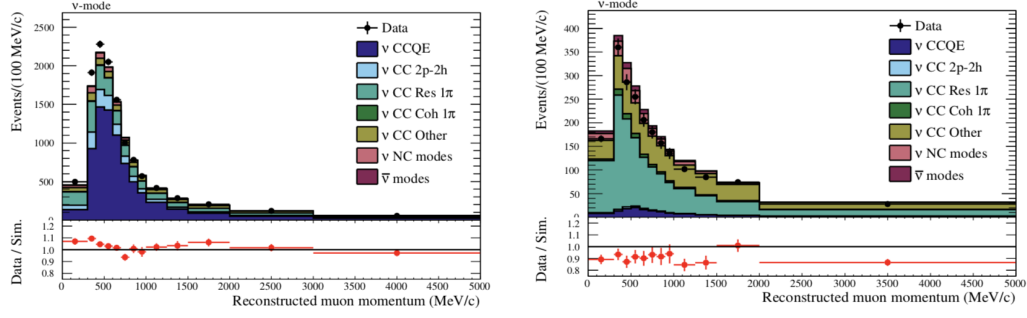 ν-mode
Events/(100 MeV/c)
2500
2000
1500
1000
500
0
Data
ν CCQE
ν CC 2p-2h
ν CC Res 1π
ν CC Coh 1π
ν CC Other
ν NC modes
ν̅ modes
Data / Sim.
1.2
1.1
1.0
0.9
0.8
0 500 1000 1500 2000 2500 3000 3500 4000 4500 5000
Reconstructed muon momentum (MeV/c)
ν-mode
Events/(100 MeV/c)
400
350
300
250
200
150
100
50
0
Data
ν CCQE
ν CC 2p-2h
ν CC Res 1π
ν CC Coh 1π
ν CC Other
ν NC modes
ν̅ modes
Data / Sim.
1.2
1.1
1.0
0.9
0.8
0 500 1000 1500 2000 2500 3000 3500 4000 4500 5000
Reconstructed muon momentum (MeV/c)